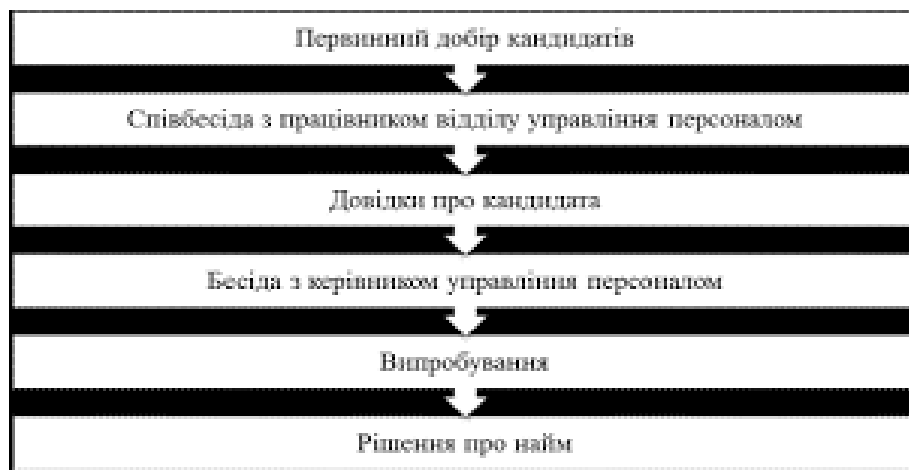 Первинний добір кандидатів
Співбесіда з працівником відділу управління персоналом
Довідки про кандидата
Бесіда з керівником управління персоналом
Випробування
Рішення про найм